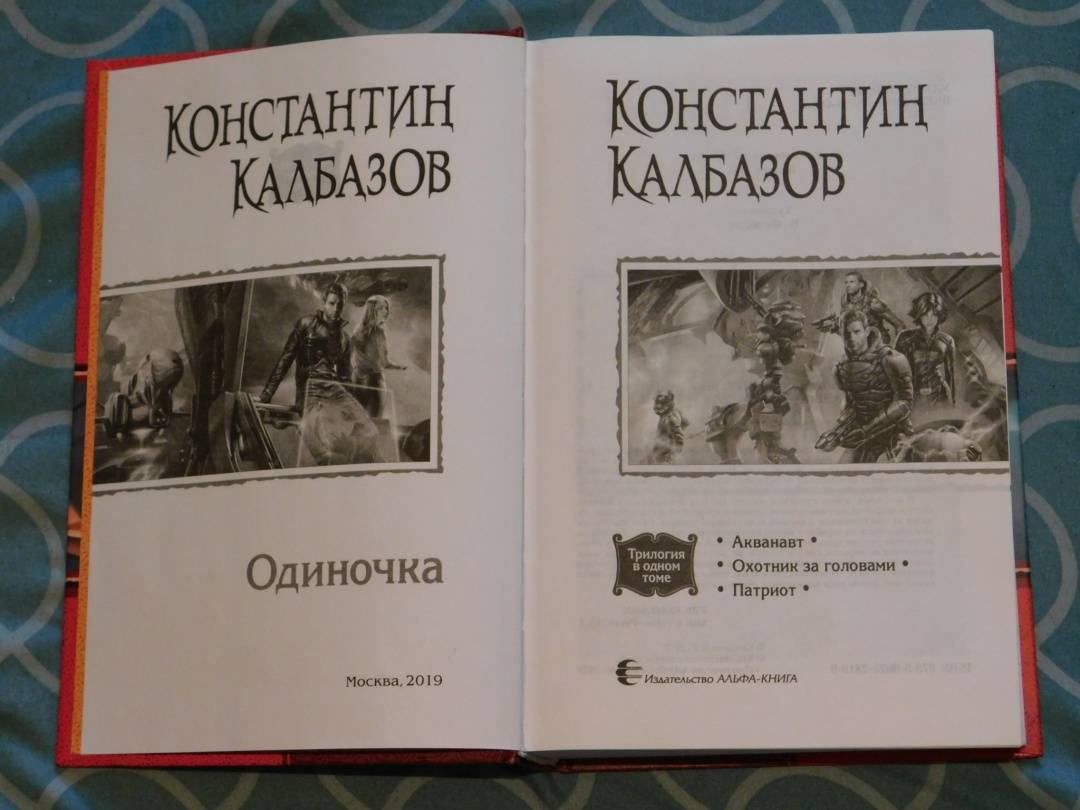 Константин
Калбазов
Одиночка
Москва, 2019
Константин
Калбазов
Трилогия
в одном
томе
• Акванавт •
• Охотник за головами •
• Патриот •
Издательство АЛЬФА-КНИГА